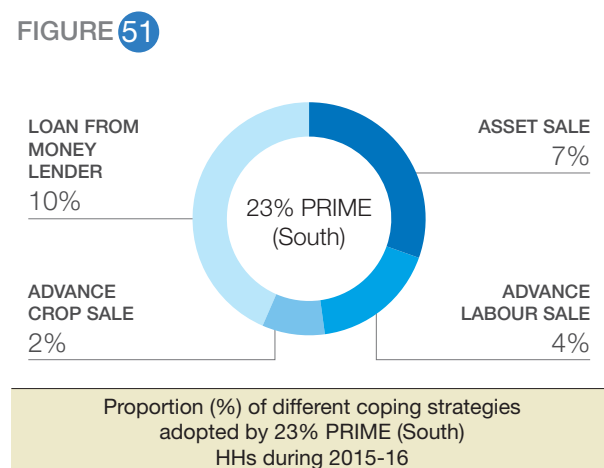 FIGURE 51
LOAN FROM
MONEY
LENDER
10%
ASSET SALE
7%
23% PRIME
(South)
ADVANCE
CROP SALE
2%
ADVANCE
LABOUR SALE
4%
Proportion (%) of different coping strategies
adopted by 23% PRIME (South)
HHs during 2015-16